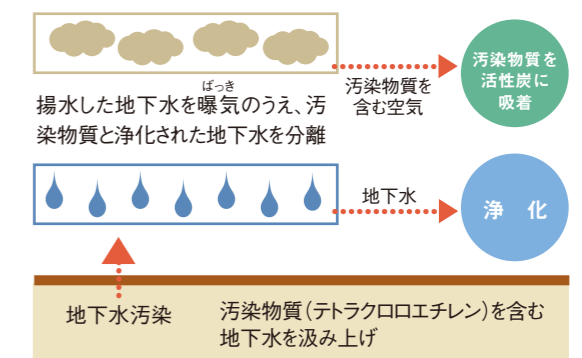 汚染物質を
活性炭に
吸着
汚染物質を
含む空気
ばっき
揚水した地下水を曝気のうえ、汚
染物質と浄化された地下水を分離
地下水
浄 化
地下水汚染
汚染物質(テトラクロロエチレン)を含む
地下水を汲み上げ